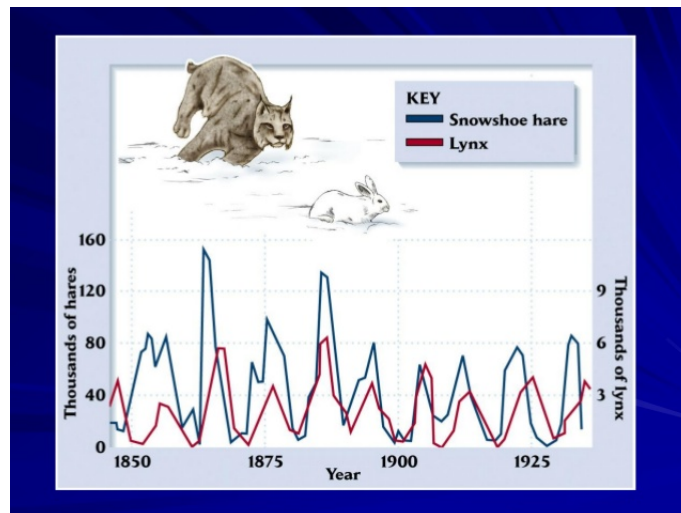 KEY
Snowshoe hare
Lynx
Thousands of hares
160
120
80
40
0
9
6
3
Thousands of lynx
1850 1875 1900 1925
Year